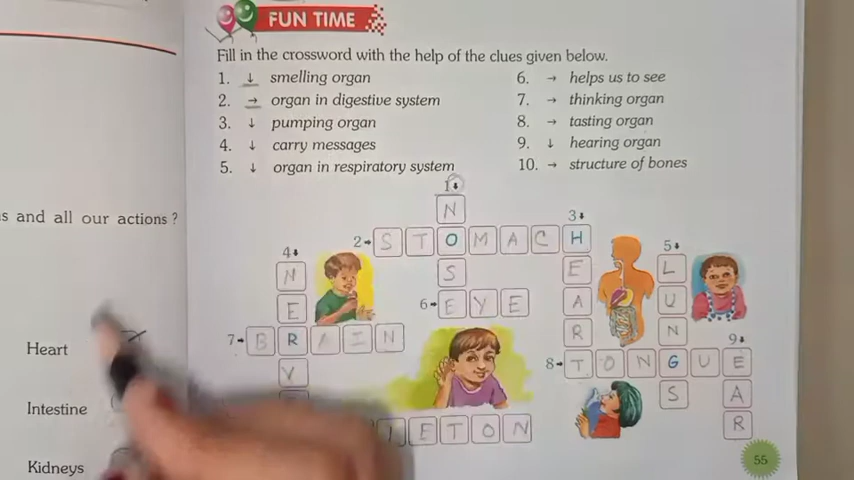 FUN TIME
Fill in the crossword with the help of the clues given below.
1. ↓ smelling organ
2. → organ in digestive system
3. ↓ pumping organ
4. ↓ carry messages
5. ↓ organ in respiratory system
6. → helps us to see
7. → thinking organ
8. → tasting organ
9. ↓ hearing organ
10. → structure of bones
s and all our actions ?
Heart
Intestine
Kidneys
1↓
N
3↓
2→ S T O M A C H
4↓
5↓
N S E L
6→ E Y E
E A U
7→ B R A I N
R N
9↓
8→ T O N G U E
V
S A
E T O N
R
55